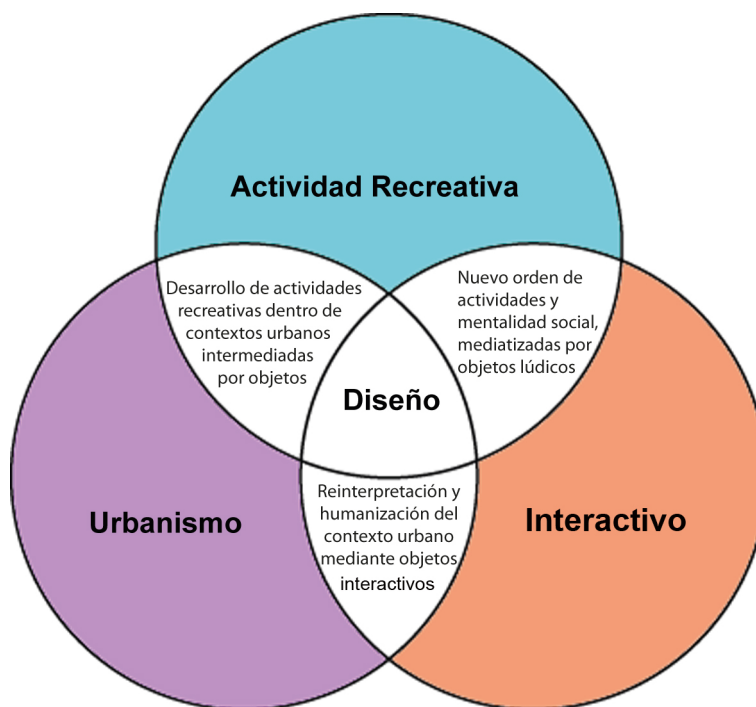 Actividad Recreativa
Desarrollo de actividades
recreativas dentro de
contextos urbanos
intermediadas
por objetos
Nuevo orden de
actividades y
mentalidad social,
mediatizadas por
objetos lúdicos
Diseño
Urbanismo
Reinterpretación y
humanización del
contexto urbano
mediante objetos
interactivos
Interactivo